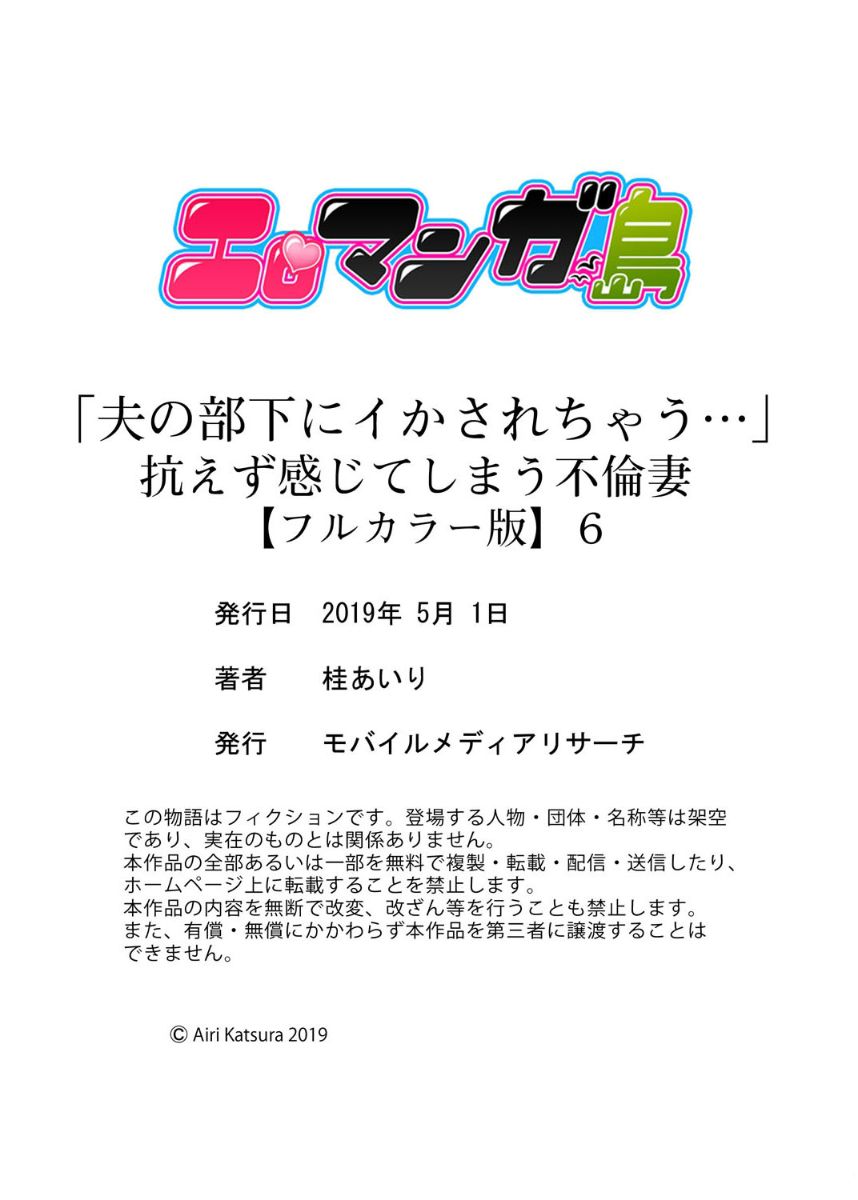 エロマンガ島
「夫の部下にイかされちゃう…」
抗えず感じてしまう不倫妻
【フルカラー版】 6
発行日 2019年 5月 1日
著者 桂あいり
発行 モバイルメディアリサーチ
この物語はフィクションです。登場する人物・団体・名称等は架空
であり、実在のものとは関係ありません。
本作品の全部あるいは一部を無料で複製・転載・配信・送信したり、
ホームページ上に転載することを禁止します。
本作品の内容を無断で改変、改ざん等を行うことも禁止します。
また、有償・無償にかかわらず本作品を第三者に譲渡することは
できません。
© Airi Katsura 2019